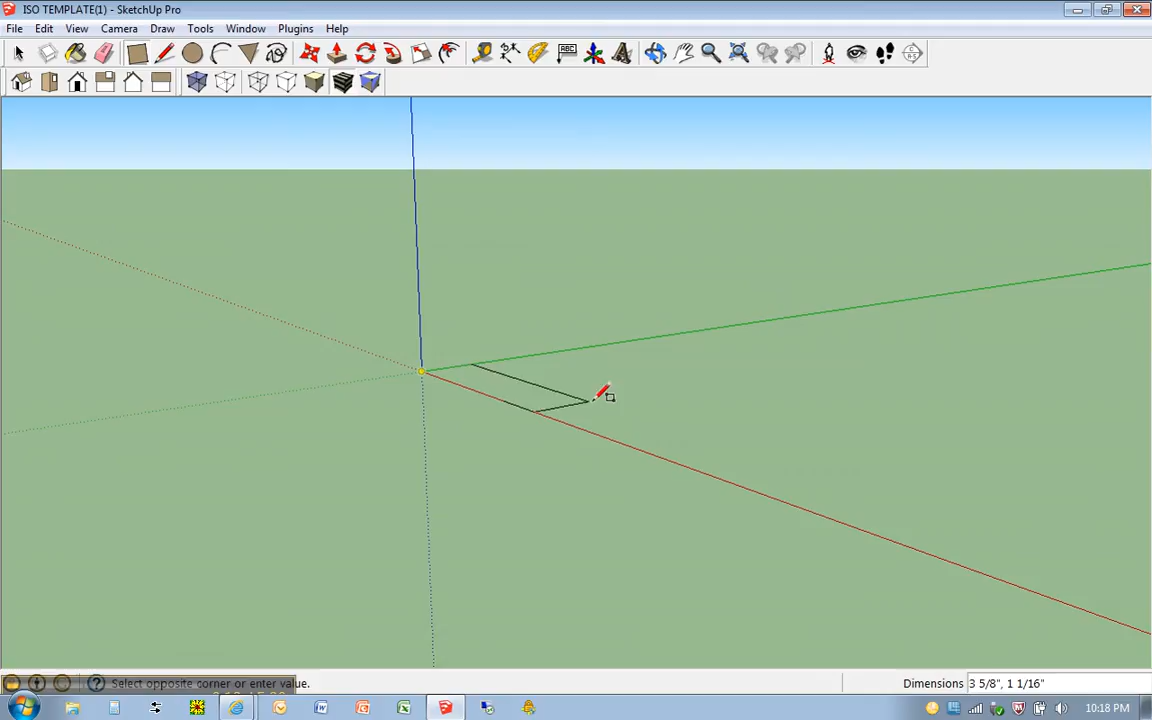 ISO TEMPLATE(1) - SketchUp Pro
File Edit View Camera Draw Tools Window Plugins Help
Select opposite corner or enter value.
Dimensions 3 5/8", 1 1/16"
10:18 PM